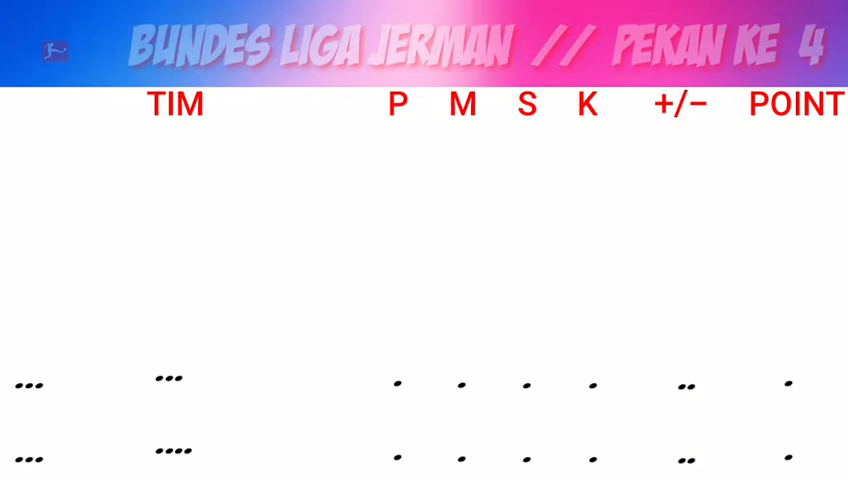 BUNDES LIGA JERMAN // PEKAN KE 4
TIM P M S K +/− POINT
... ... . . . . .. .
... .... . . . . .. .